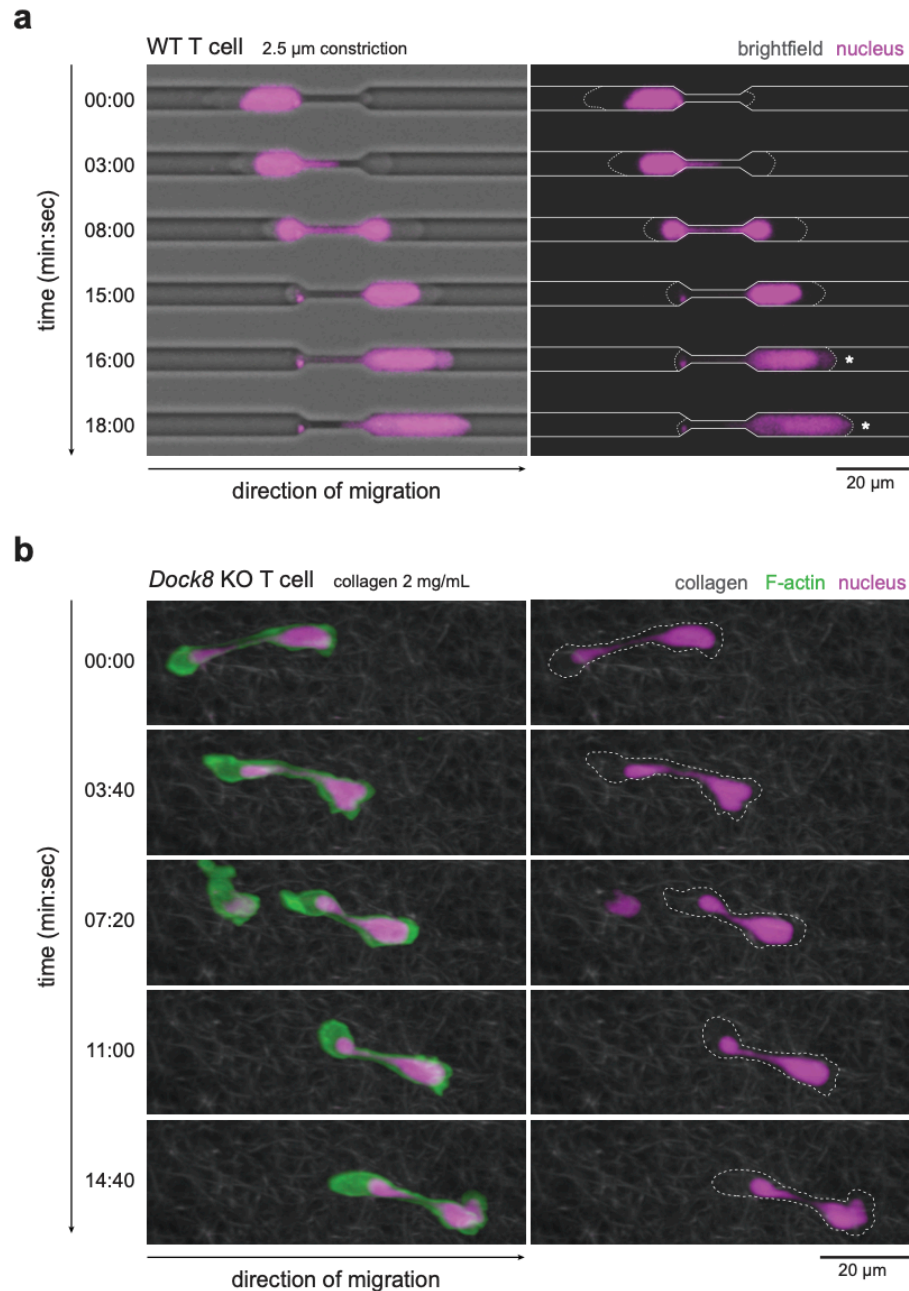 a
WT T cell 2.5 µm constriction
brightfield nucleus
time (min:sec)
00:00
03:00
08:00
15:00
16:00
*
18:00
*
direction of migration
20 µm
b
Dock8 KO T cell collagen 2 mg/mL
collagen F-actin nucleus
time (min:sec)
00:00
03:40
07:20
11:00
14:40
direction of migration
20 µm